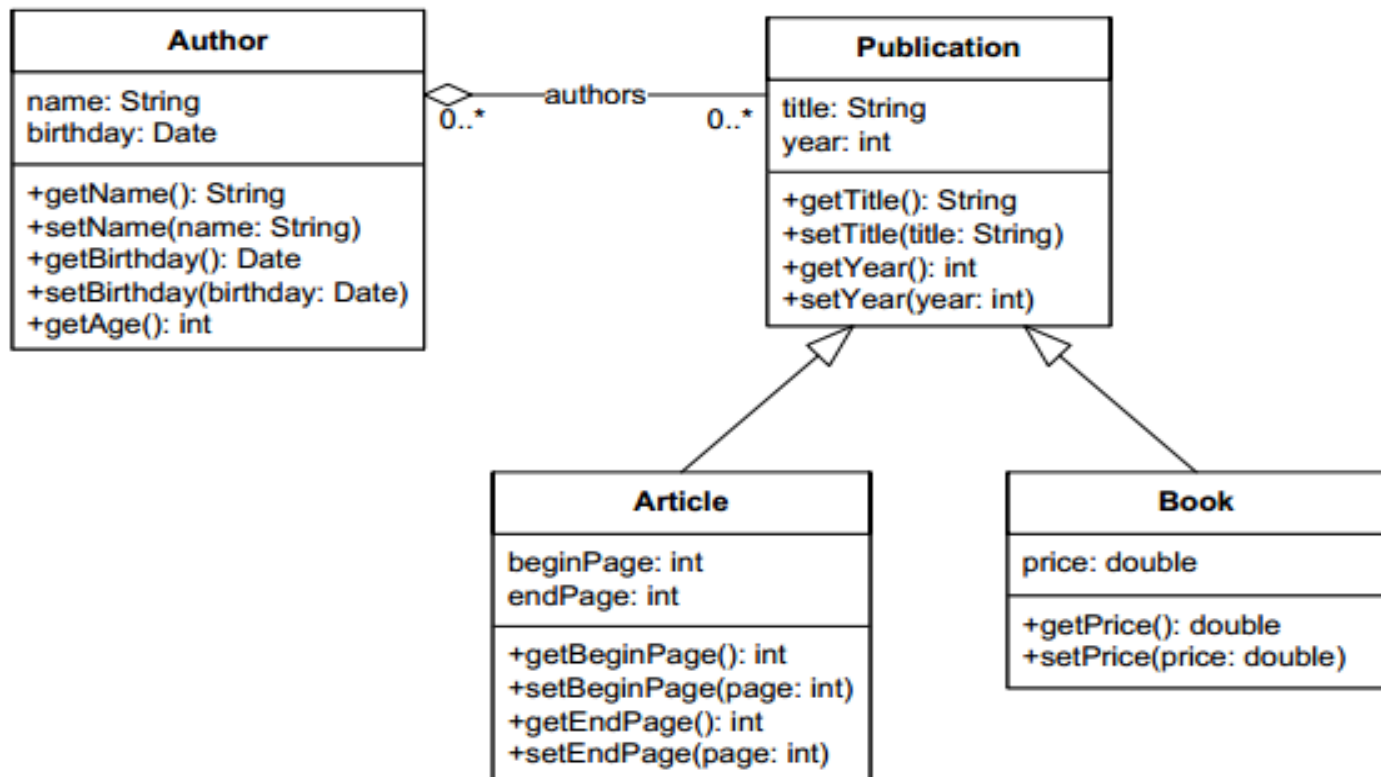 Author
name: String
birthday: Date
+getName(): String
+setName(name: String)
+getBirthday(): Date
+setBirthday(birthday: Date)
+getAge(): int
authors
0..*
0..*
Publication
title: String
year: int
+getTitle(): String
+setTitle(title: String)
+getYear(): int
+setYear(year: int)
Article
beginPage: int
endPage: int
+getBeginPage(): int
+setBeginPage(page: int)
+getEndPage(): int
+setEndPage(page: int)
Book
price: double
+getPrice(): double
+setPrice(price: double)